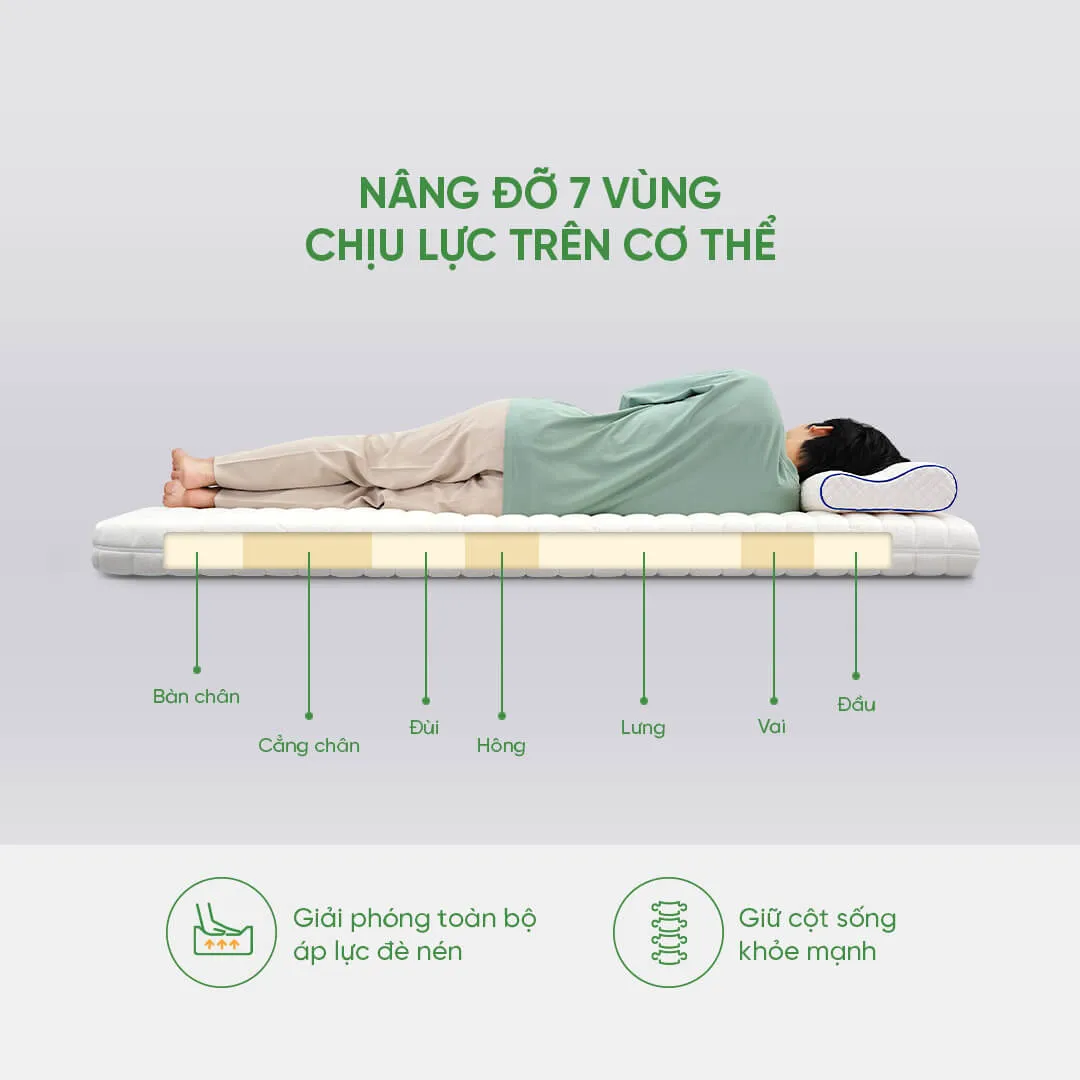 NÂNG ĐỠ 7 VÙNG
CHỊU LỰC TRÊN CƠ THỂ
Bàn chân
Cẳng chân
Đùi
Hông
Lưng
Vai
Đầu
Giải phóng toàn bộ
áp lực đè nén
Giữ cột sống
khỏe mạnh